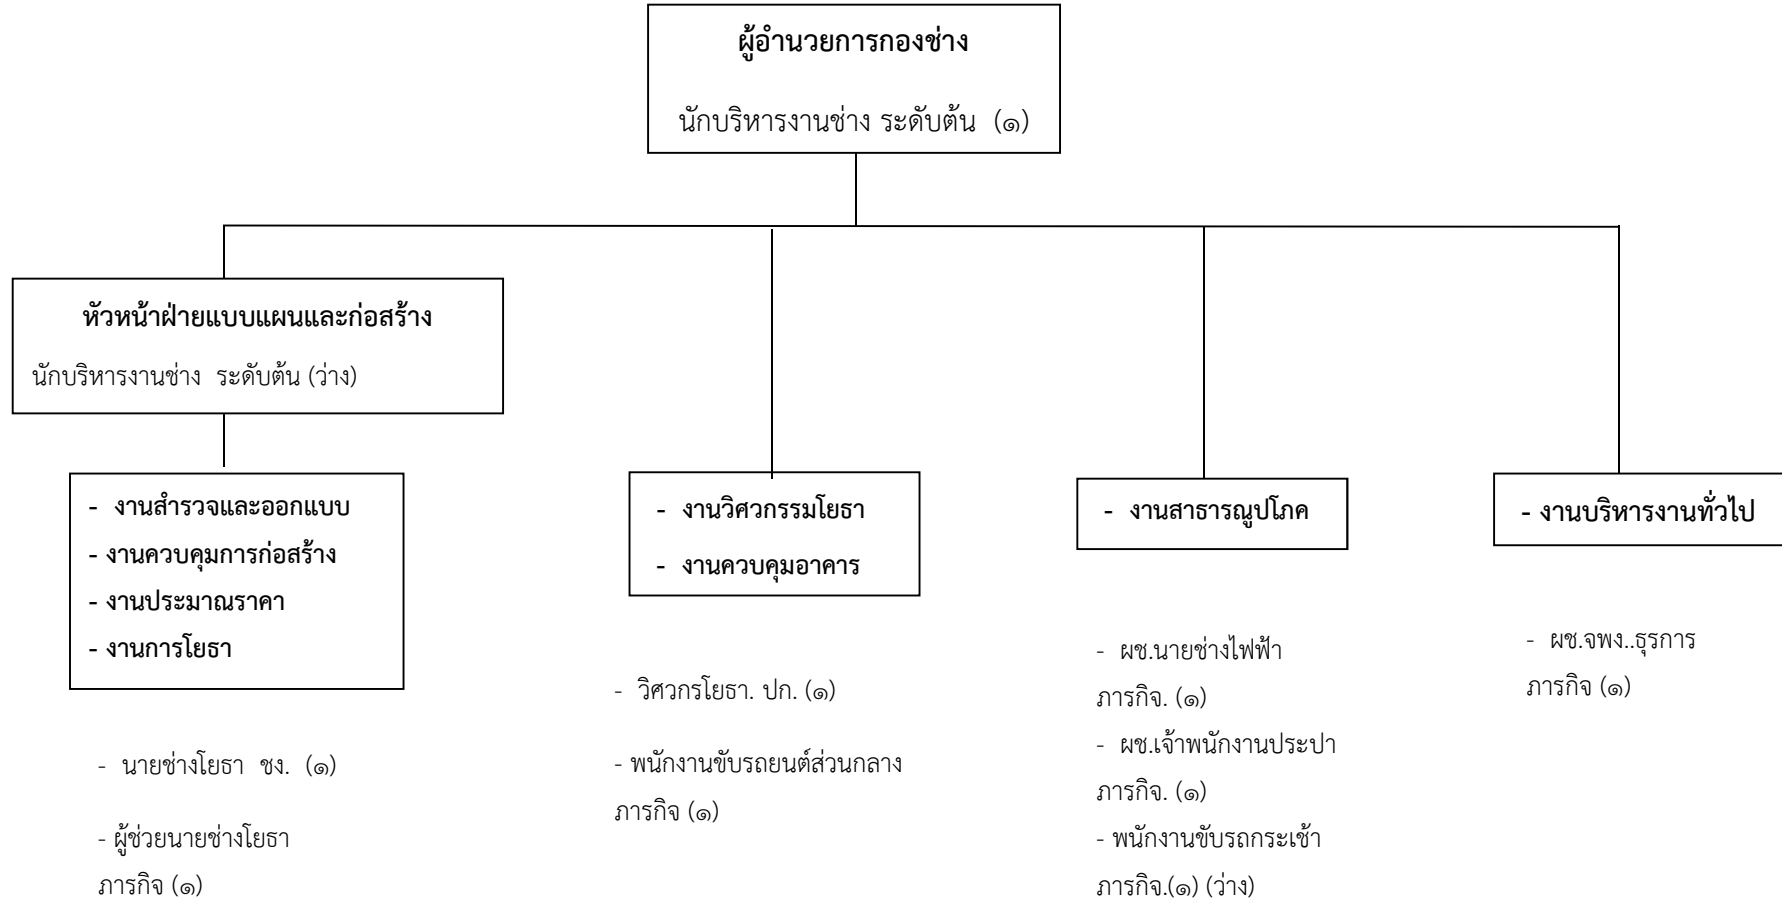 ผู้อำนวยการกองช่าง
นักบริหารงานช่าง ระดับต้น (๑)
หัวหน้าฝ่ายแบบแผนและก่อสร้าง
นักบริหารงานช่าง ระดับต้น (ว่าง)
- งานสำรวจและออกแบบ
- งานควบคุมการก่อสร้าง
- งานประมาณราคา
- งานการโยธา
- นายช่างโยธา ชง. (๑)
- ผู้ช่วยนายช่างโยธา
ภารกิจ (๑)
- งานวิศวกรรมโยธา
- งานควบคุมอาคาร
- วิศวกรโยธา. ปก. (๑)
- พนักงานขับรถยนต์ส่วนกลาง
ภารกิจ (๑)
- งานสาธารณูปโภค
- ผช.นายช่างไฟฟ้า
ภารกิจ. (๑)
- ผช.เจ้าพนักงานประปา
ภารกิจ. (๑)
- พนักงานขับรถกระเช้า
ภารกิจ.(๑) (ว่าง)
- งานบริหารงานทั่วไป
- ผช.จพง..ธุรการ
ภารกิจ (๑)